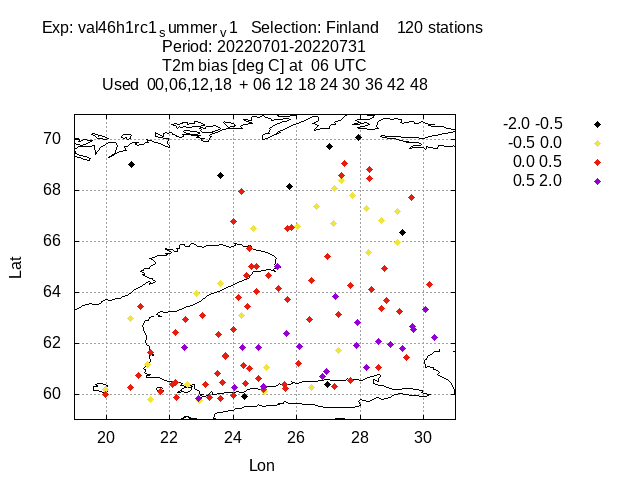 Exp: val46h1rc1ₛummerᵥ1 Selection: Finland 120 stations
Period: 20220701-20220731
T2m bias [deg C] at 06 UTC
Used 00,06,12,18 + 06 12 18 24 30 36 42 48
-2.0 -0.5
-0.5 0.0
0.0 0.5
0.5 2.0
70
68
66
64
62
60
Lat
20 22 24 26 28 30
Lon